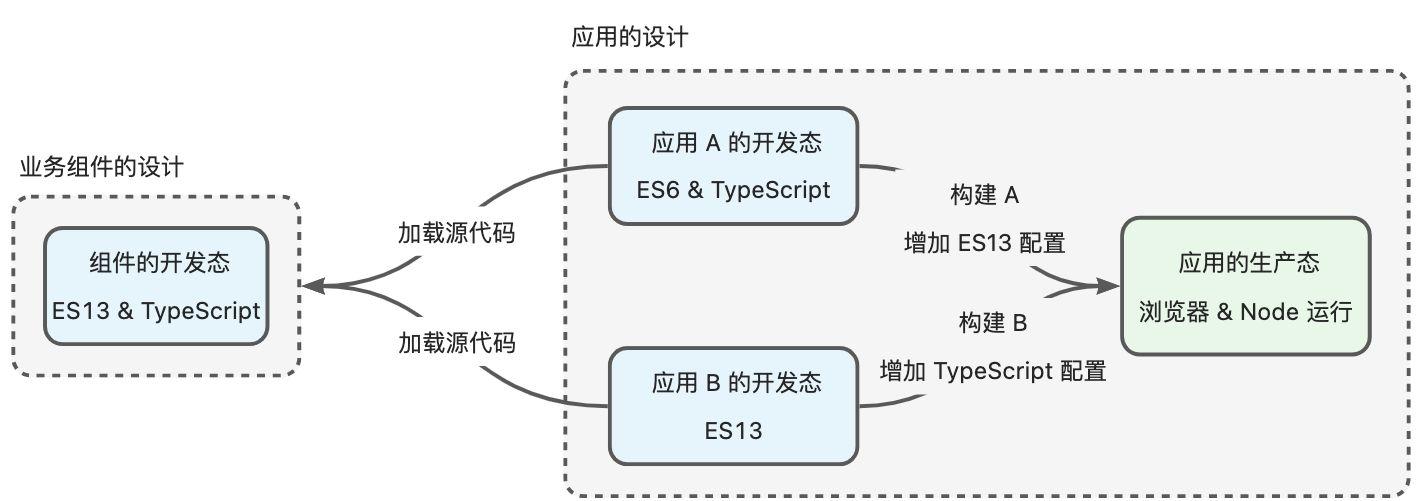 应用的设计
业务组件的设计
组件的开发态
ES13 & TypeScript
加载源代码
加载源代码
应用 A 的开发态
ES6 & TypeScript
应用 B 的开发态
ES13
构建 A
增加 ES13 配置
构建 B
增加 TypeScript 配置
应用的生产态
浏览器 & Node 运行